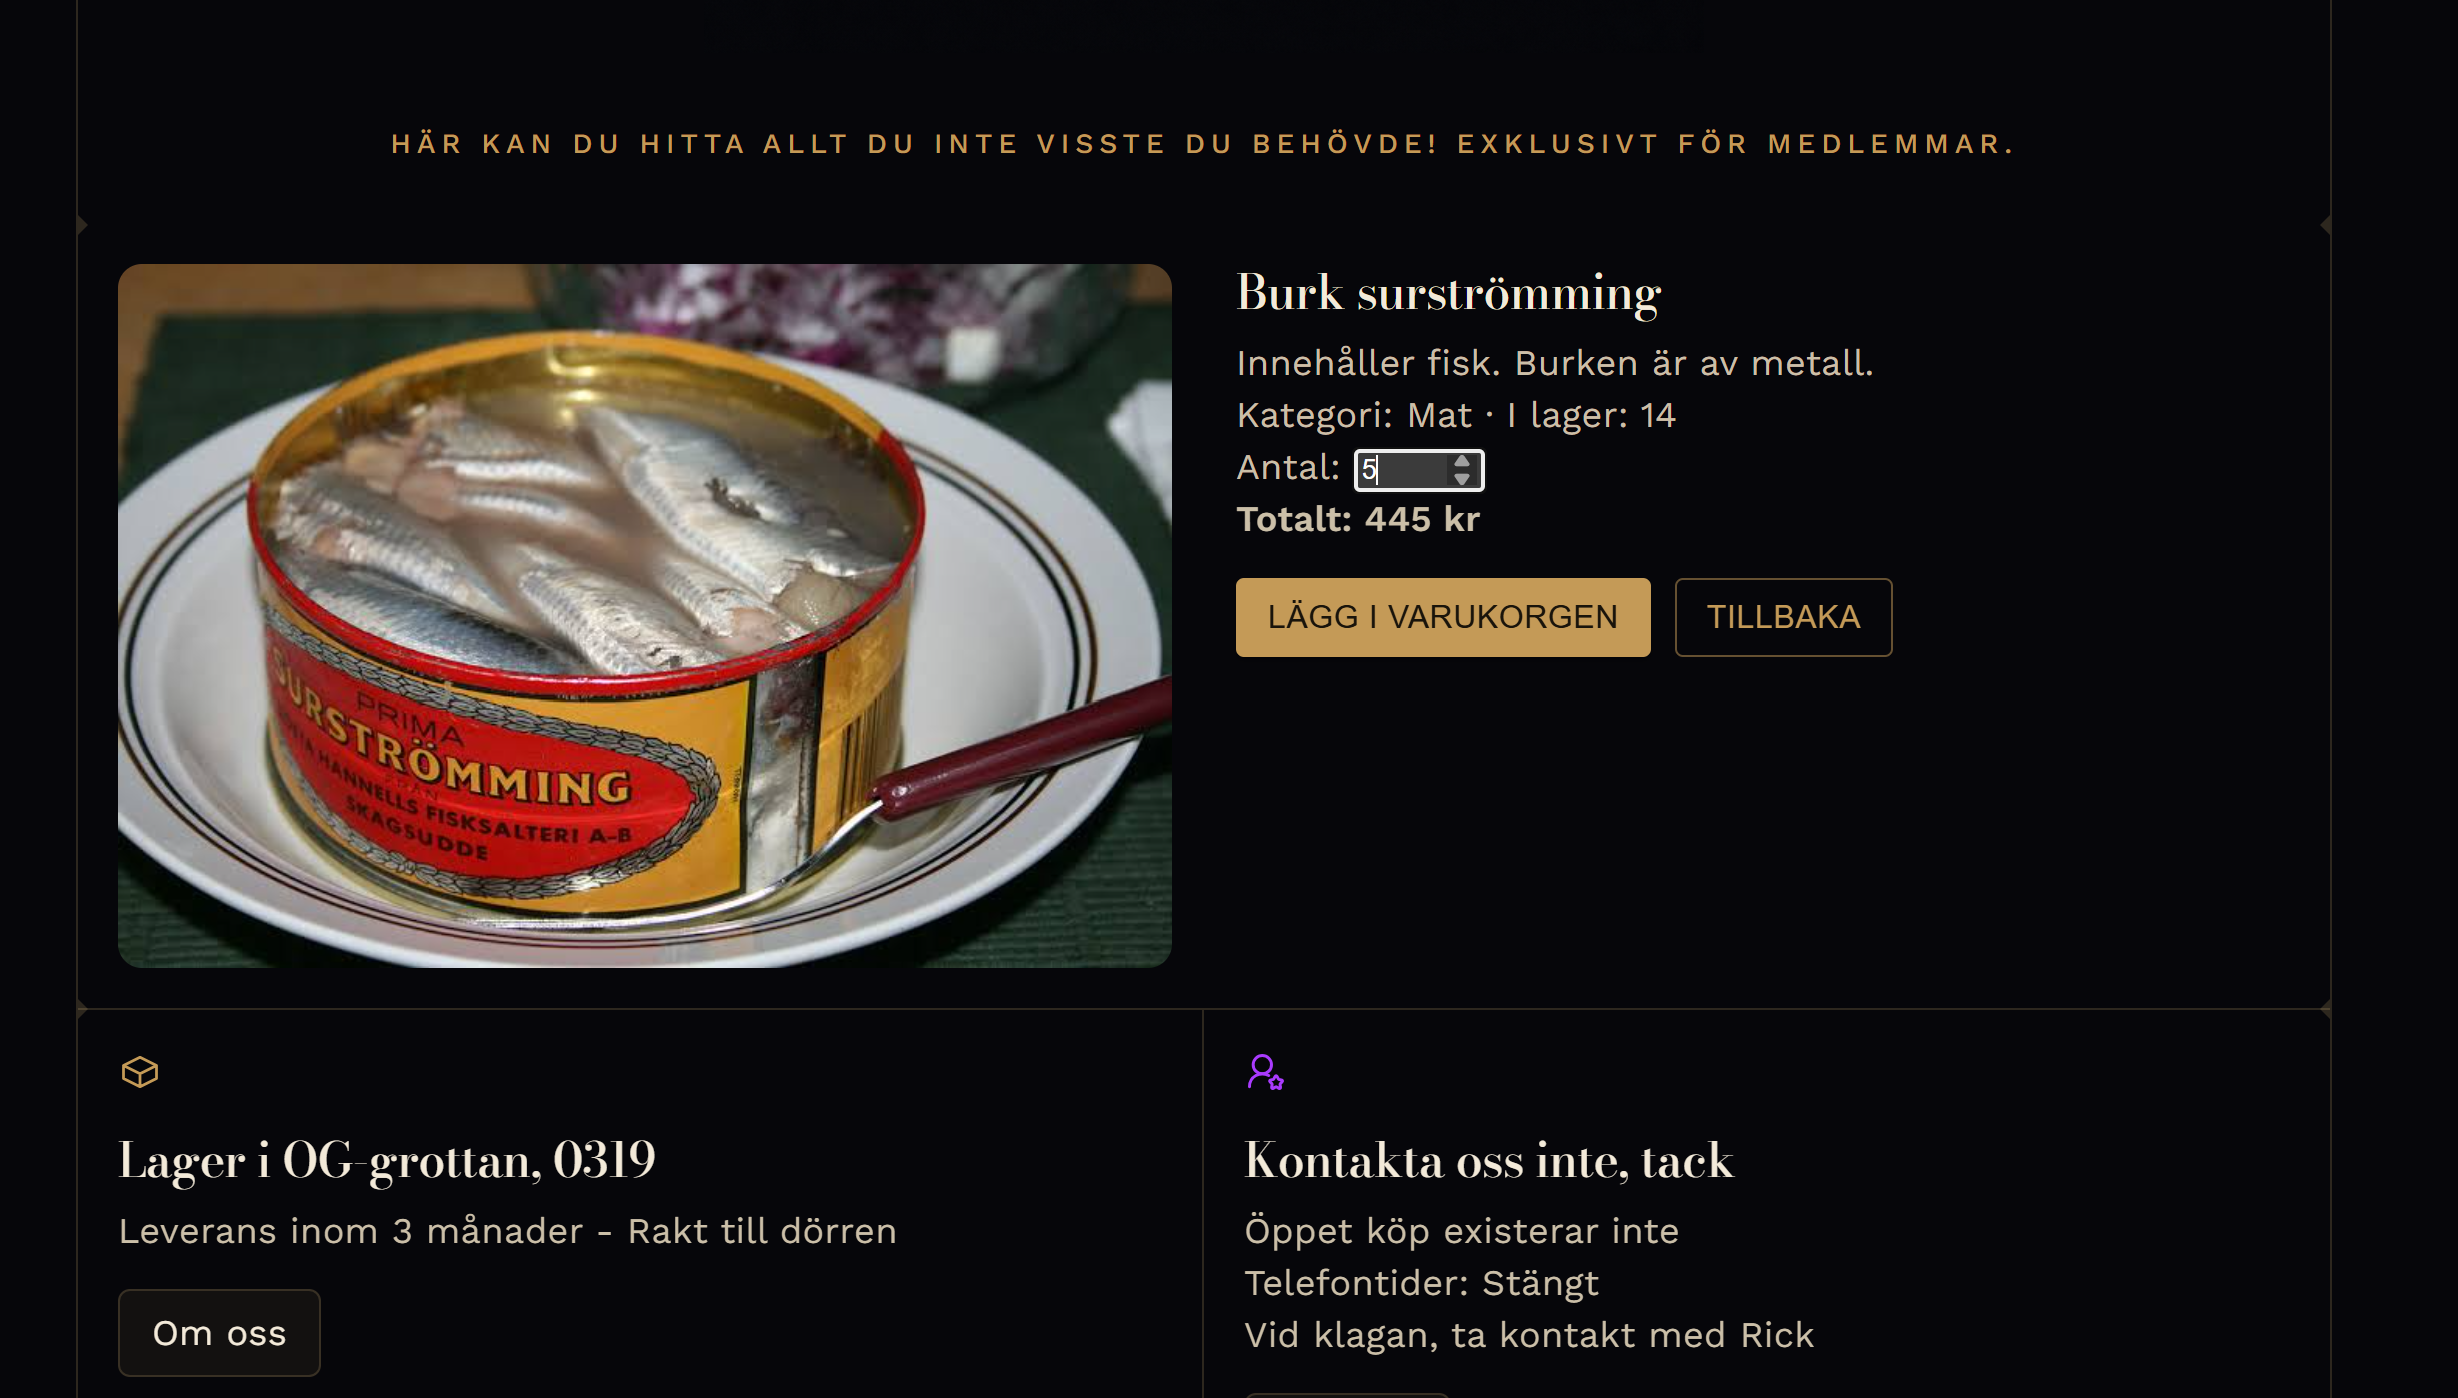 HÄR KAN DU HITTA ALLT DU INTE VISSTE DU BEHÖVDE! EXKLUSIVT FÖR MEDLEMMAR.
Burk surströmming
Innehåller fisk. Burken är av metall.
Kategori: Mat · I lager: 14
Antal: 5
Totalt: 445 kr
LÄGG I VARUKORGEN
TILLBAKA
PRIMA
SURSTRÖMMING
HANNELLS FISKSALTERI A-B
SKAGSUDDE
Lager i OG-grottan, 0319
Leverans inom 3 månader - Rakt till dörren
Om oss
Kontakta oss inte, tack
Öppet köp existerar inte
Telefontider: Stängt
Vid klagan, ta kontakt med Rick